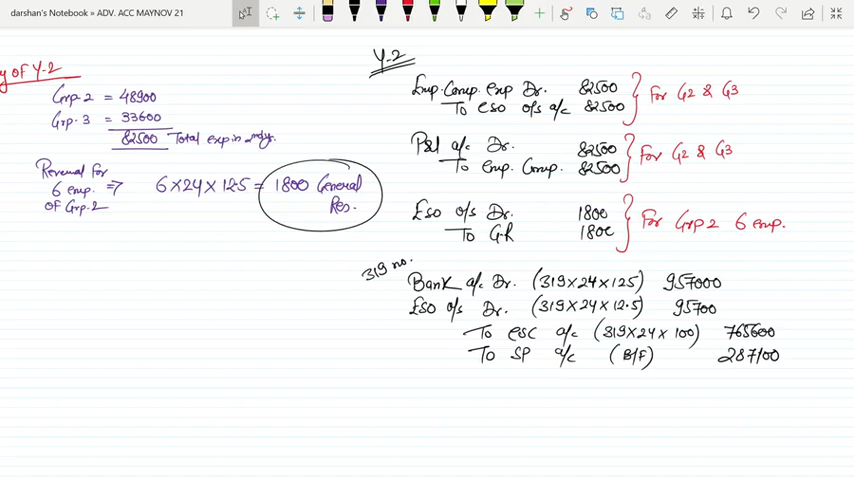 darshan's Notebook » ADV. ACC MAYNOV 21
y of Y-2
Grp-2 = 48900
Grp-3 = 33600
82500 Total exp in 2nd yr.
Reversal for
6 emp. ⇒ 6×24×12.5 = 1800 General
of Grp-2 Res.
Y-2
Emp. Comp. exp Dr. 82500
To eso o/s a/c 82500
For G2 & G3
P&l a/c Dr. 82500
To emp. Comp. 82500
For G2 & G3
Eso o/s Dr. 1800
To G.R 1800
For Grp 2 6 emp.
319 no.
Bank a/c Dr. (319×24×125) 957000
ESO o/s Dr. (319×24×12.5) 95700
To esc a/c (319×24×100) 765600
To SP a/c (B/F) 287100